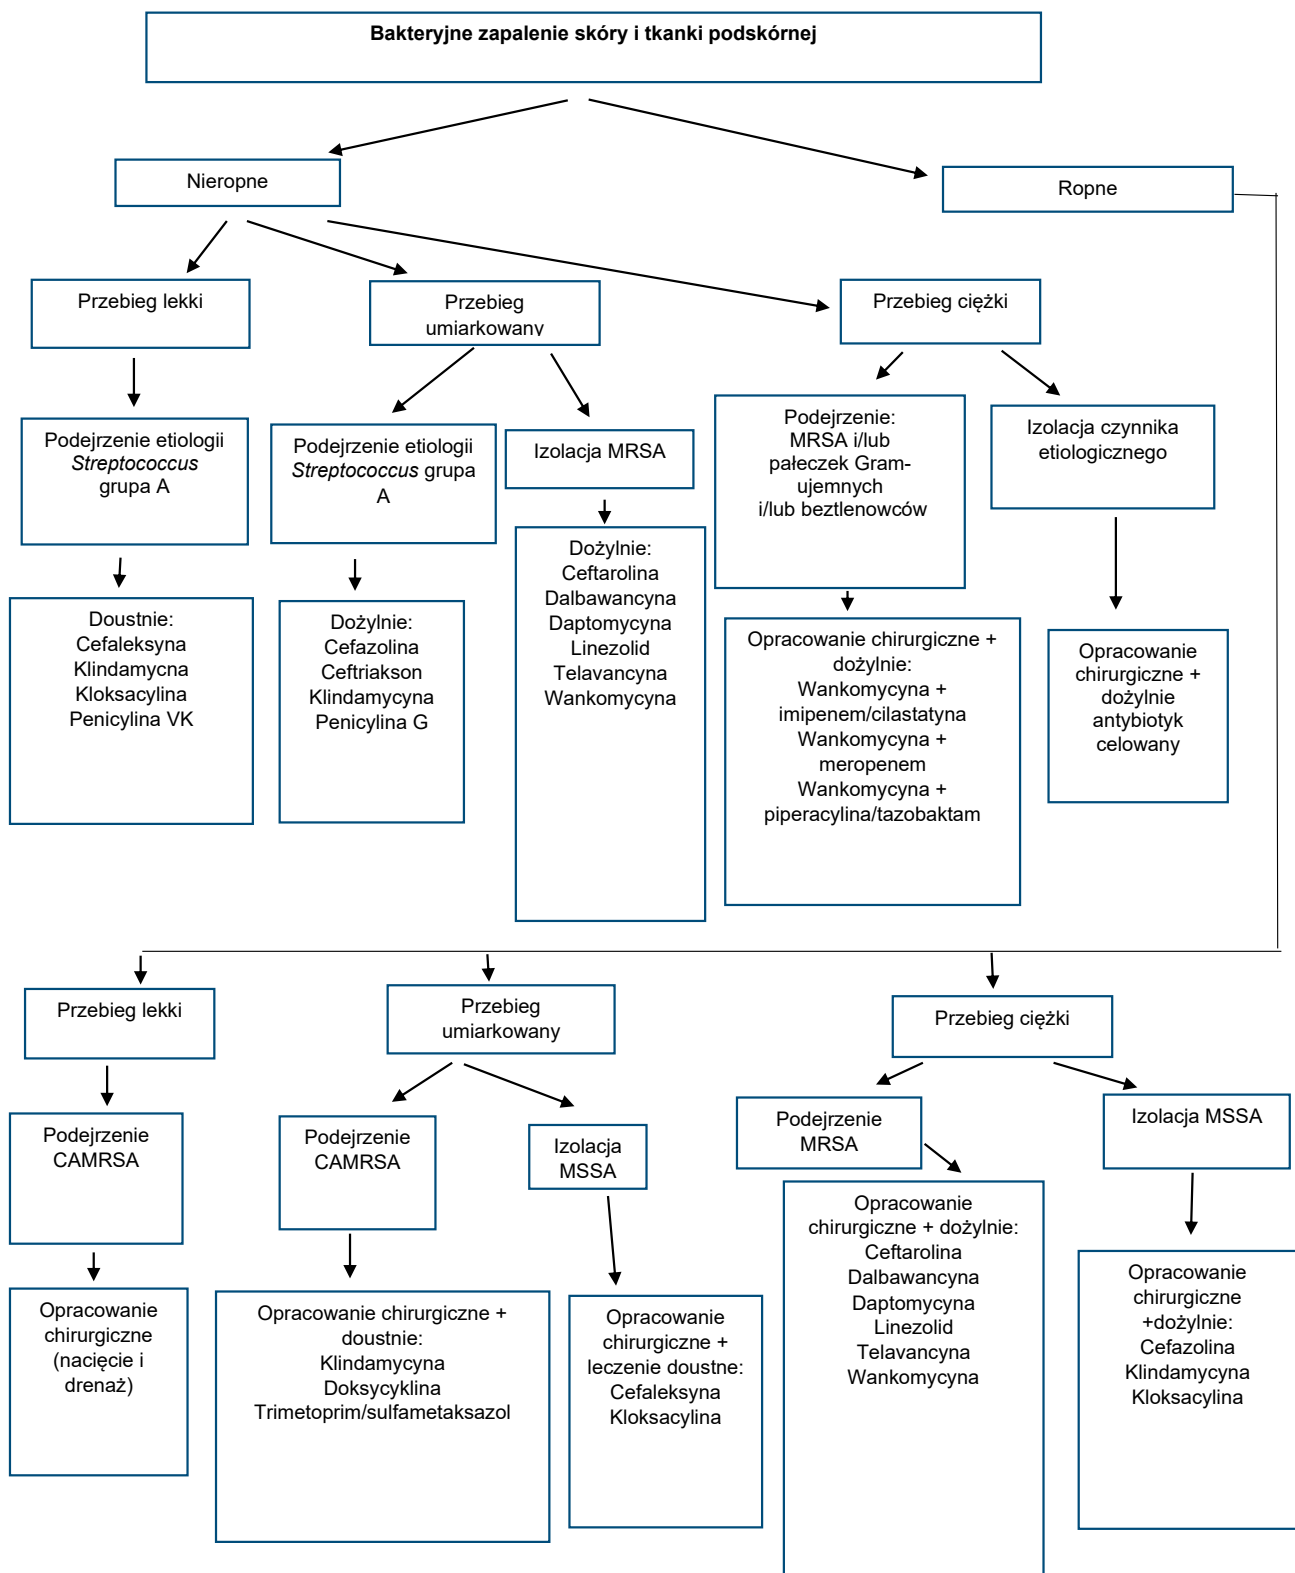 Bakteryjne zapalenie skóry i tkanki podskórnej
Nieropne
Ropne
Przebieg lekki
Przebieg
umiarkowany
Przebieg ciężki
Podejrzenie etiologii
Streptococcus
grupa A
Podejrzenie etiologii
Streptococcus grupa
A
Izolacja MRSA
Podejrzenie:
MRSA i/lub
pałeczek Gram-
ujemnych
i/lub beztlenowców
Izolacja czynnika
etiologicznego
Doustnie:
Cefaleksyna
Klindamycna
Kloksacylina
Penicylina VK
Dożylnie:
Cefazolina
Ceftriakson
Klindamycyna
Penicylina G
Dożylnie:
Ceftarolina
Dalbawancyna
Daptomycyna
Linezolid
Telavancyna
Wankomycyna
Opracowanie chirurgiczne +
dożylnie:
Wankomycyna +
imipenem/cilastatyna
Wankomycyna +
meropenem
Wankomycyna +
piperacylina/tazobaktam
Opracowanie
chirurgiczne +
dożylnie
antybiotyk
celowany
Przebieg lekki
Przebieg
umiarkowany
Przebieg ciężki
Podejrzenie
CAMRSA
Podejrzenie
CAMRSA
Izolacja
MSSA
Podejrzenie
MRSA
Izolacja MSSA
Opracowanie
chirurgiczne
(nacięcie i
drenaż)
Opracowanie chirurgiczne +
doustnie:
Klindamycyna
Doksycyklina
Trimetoprim/sulfametaksazol
Opracowanie
chirurgiczne +
leczenie doustne:
Cefaleksyna
Kloksacylina
Opracowanie
chirurgiczne + dożylnie:
Ceftarolina
Dalbawancyna
Daptomycyna
Linezolid
Telavancyna
Wankomycyna
Opracowanie
chirurgiczne
+dożylnie:
Cefazolina
Klindamycyna
Kloksacylina